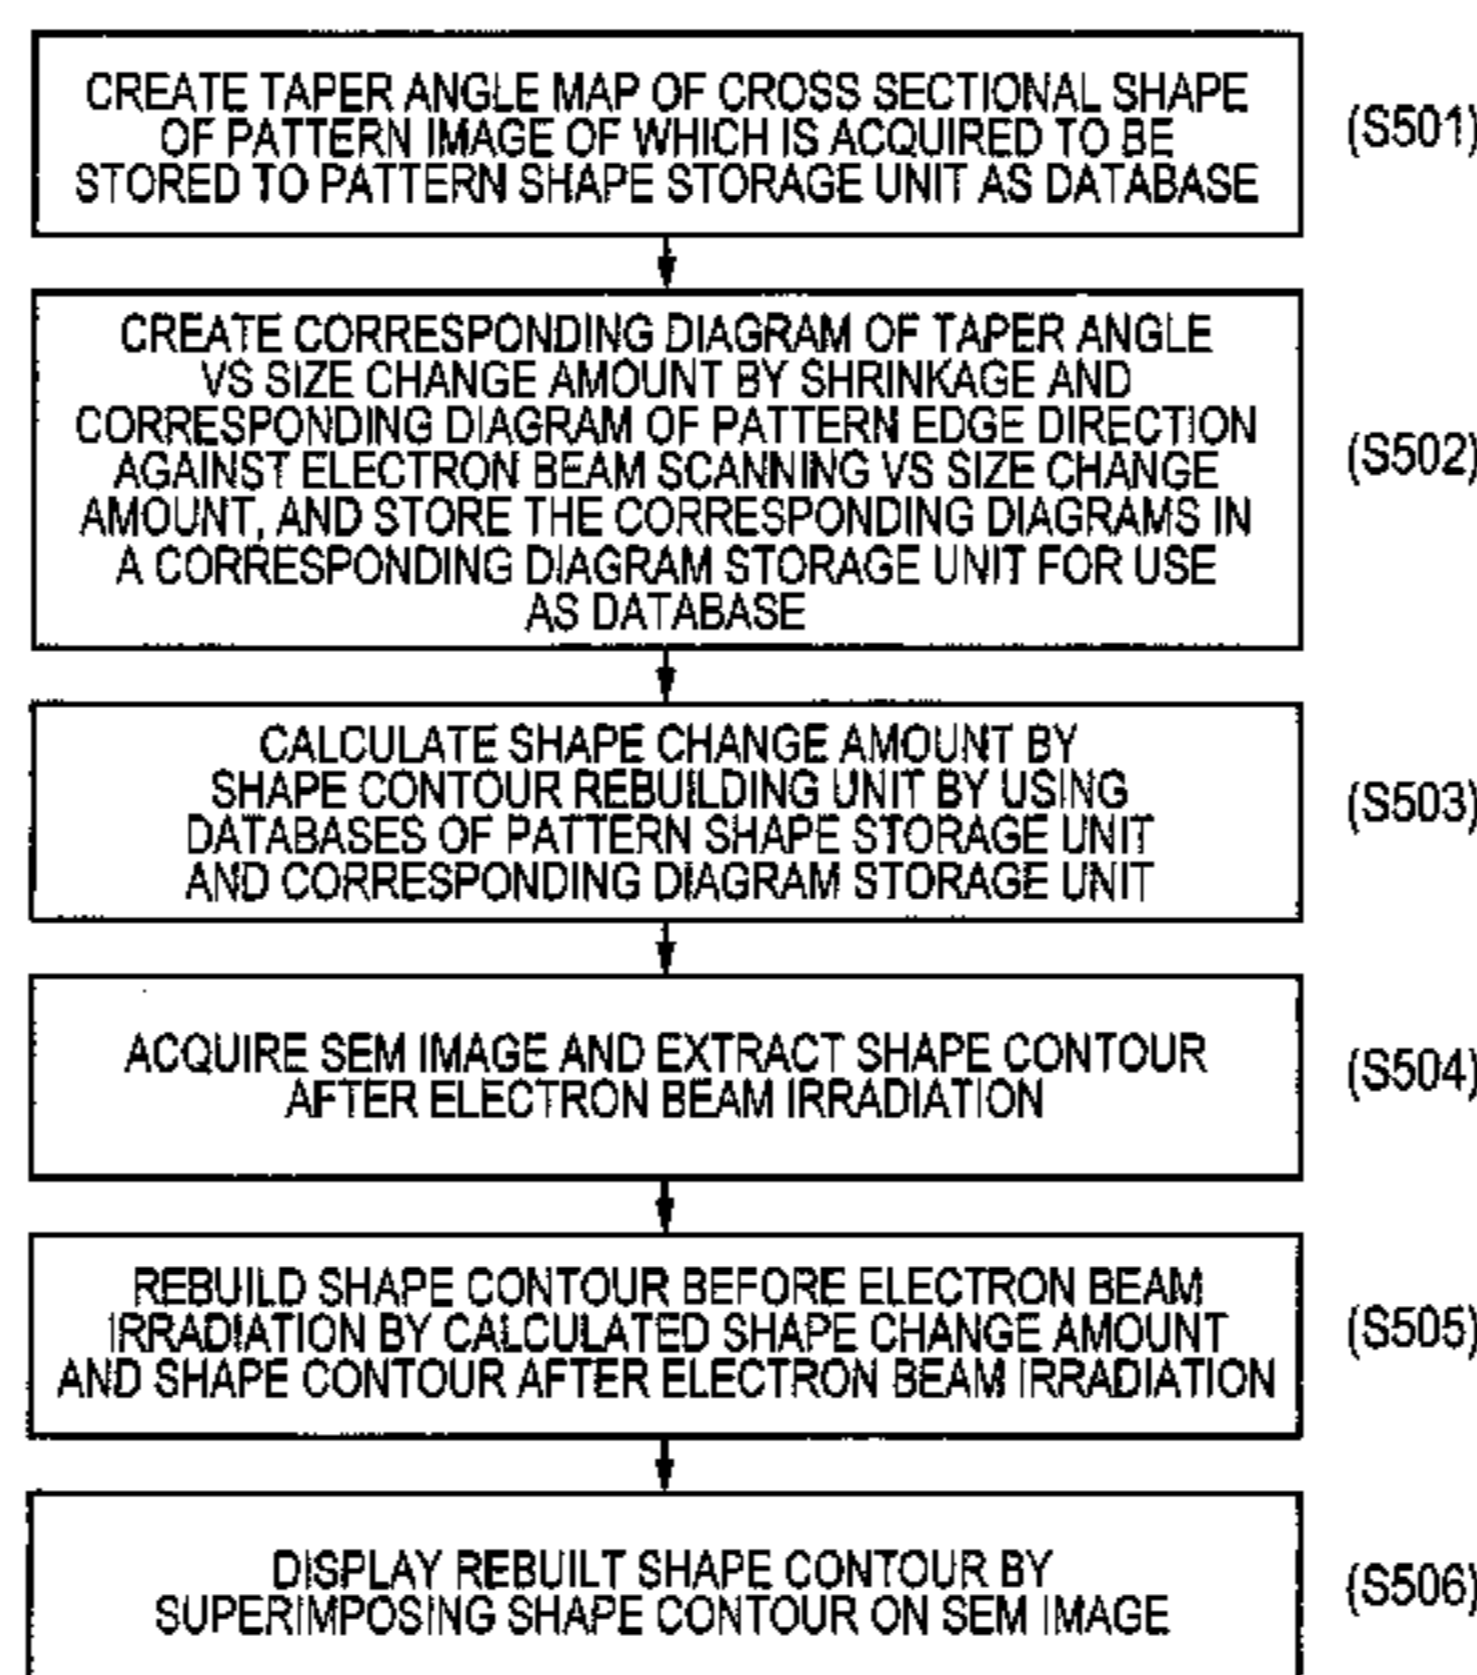 CREATE TAPER ANGLE MAP OF CROSS SECTIONAL SHAPE
OF PATTERN IMAGE OF WHICH IS ACQUIRED TO BE
STORED TO PATTERN SHAPE STORAGE UNIT AS DATABASE
(S501)
CREATE CORRESPONDING DIAGRAM OF TAPER ANGLE
VS SIZE CHANGE AMOUNT BY SHRINKAGE AND
CORRESPONDING DIAGRAM OF PATTERN EDGE DIRECTION
AGAINST ELECTRON BEAM SCANNING VS SIZE CHANGE
AMOUNT, AND STORE THE CORRESPONDING DIAGRAMS IN
A CORRESPONDING DIAGRAM STORAGE UNIT FOR USE
AS DATABASE
(S502)
CALCULATE SHAPE CHANGE AMOUNT BY
SHAPE CONTOUR REBUILDING UNIT BY USING
DATABASES OF PATTERN SHAPE STORAGE UNIT
AND CORRESPONDING DIAGRAM STORAGE UNIT
(S503)
ACQUIRE SEM IMAGE AND EXTRACT SHAPE CONTOUR
AFTER ELECTRON BEAM IRRADIATION
(S504)
REBUILD SHAPE CONTOUR BEFORE ELECTRON BEAM
IRRADIATION BY CALCULATED SHAPE CHANGE AMOUNT
AND SHAPE CONTOUR AFTER ELECTRON BEAM IRRADIATION
(S505)
DISPLAY REBUILT SHAPE CONTOUR BY
SUPERIMPOSING SHAPE CONTOUR ON SEM IMAGE
(S506)